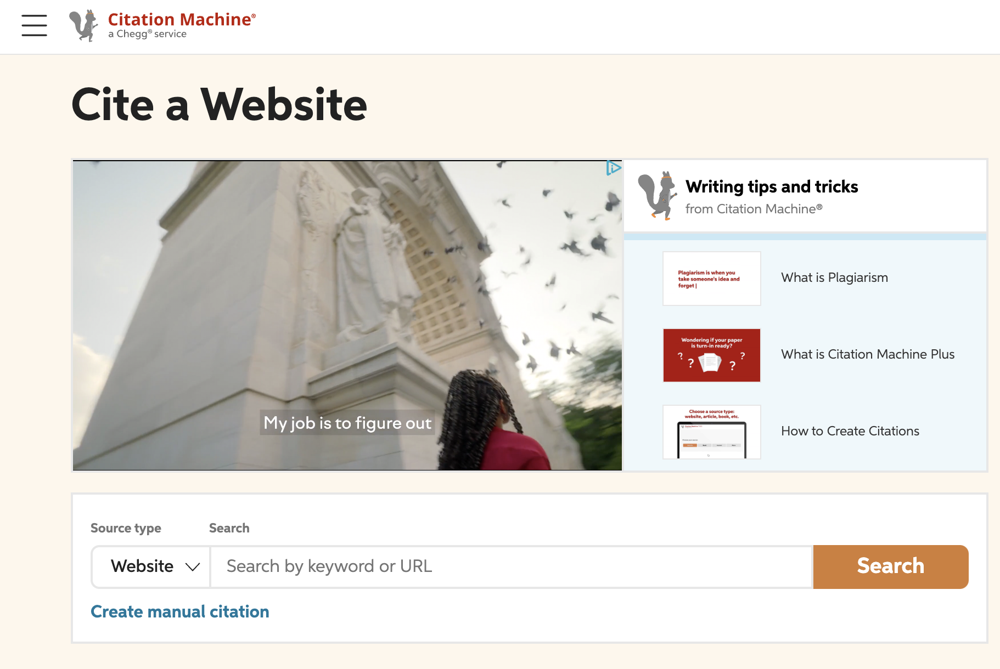 Citation Machine®
a Chegg® service
Cite a Website
My job is to figure out
Writing tips and tricks
from Citation Machine®
Plagiarism is when you
take someone's idea and
forget |
What is Plagiarism
Wondering if your paper
is turn-in ready?
? ? ? ?
What is Citation Machine Plus
Choose a source type:
website, article, book, etc.
How to Create Citations
Source type
Search
Website
Search by keyword or URL
Search
Create manual citation